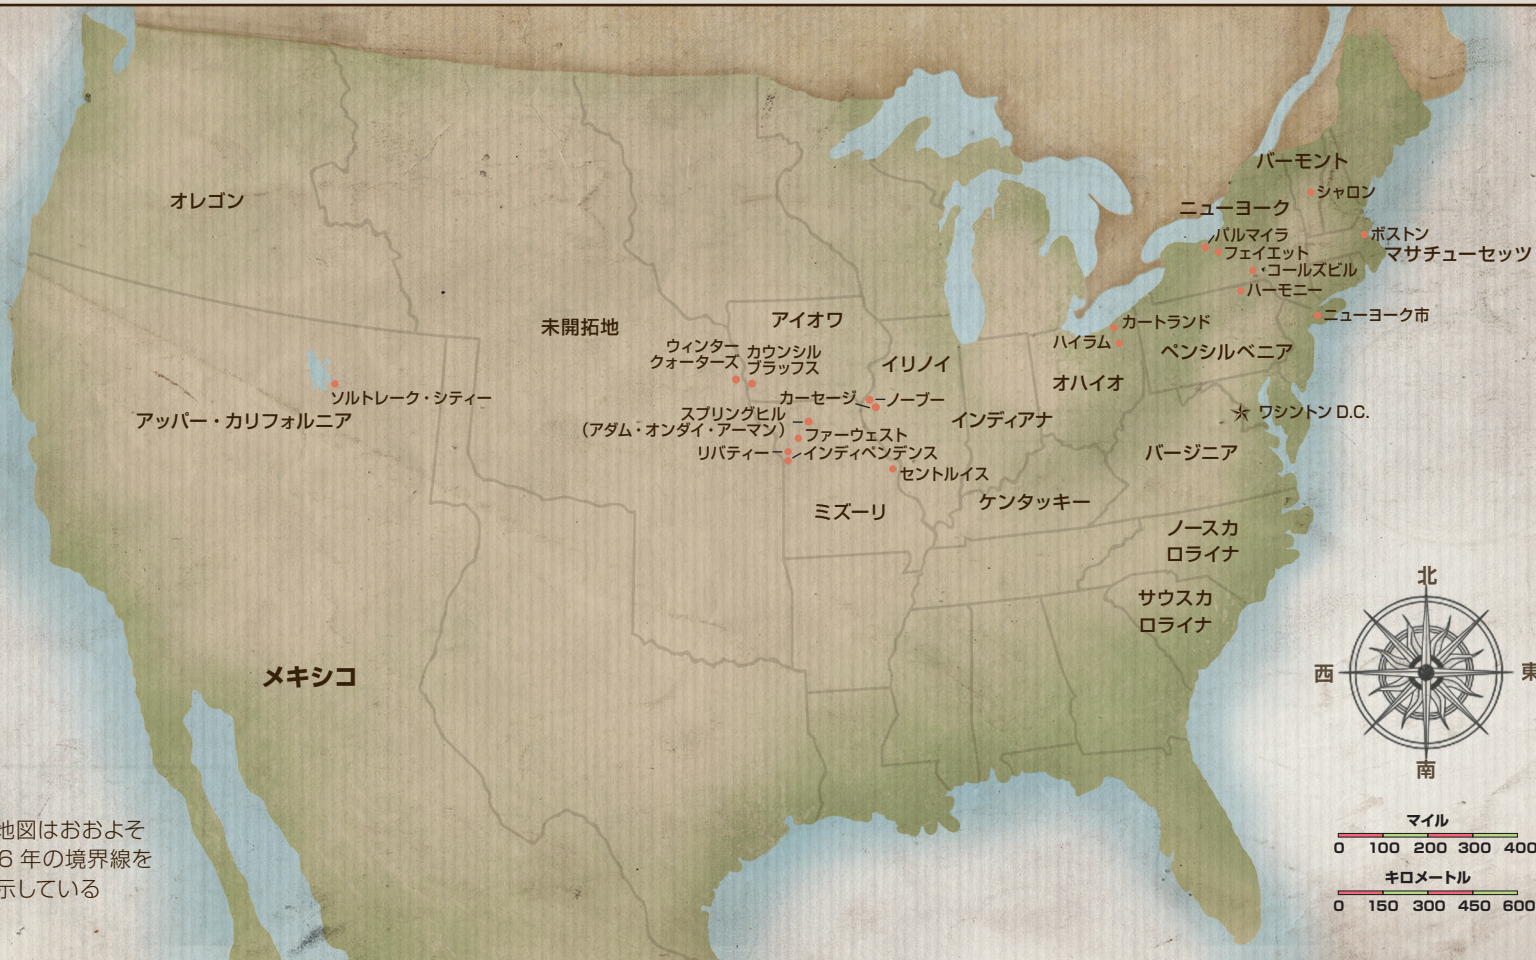 バーモント
シャロン
オレゴン
ニューヨーク
パルマイラ
ボストン
フェイエット
マサチューセッツ
コールズビル
ハーモニー
ニューヨーク市
未開拓地
アイオワ
カートランド
ハイラム
ペンシルベニア
ウィンター
クォーターズ
カウンシル
ブラッフス
イリノイ
オハイオ
ソルトレーク・シティー
カーセージ
ノーブー
アッパー・カリフォルニア
スプリングヒル
(アダム・オンダイ・アーマン)
インディアナ
ワシントン D.C.
ファーウェスト
リバティー
インディペンデンス
バージニア
セントルイス
ケンタッキー
ミズーリ
ノースカ
ロライナ
サウスカ
ロライナ
メキシコ
北
西
東
南
地図はおおよそ
6 年の境界線を
示している
マイル
0 100 200 300 400
キロメートル
0 150 300 450 600